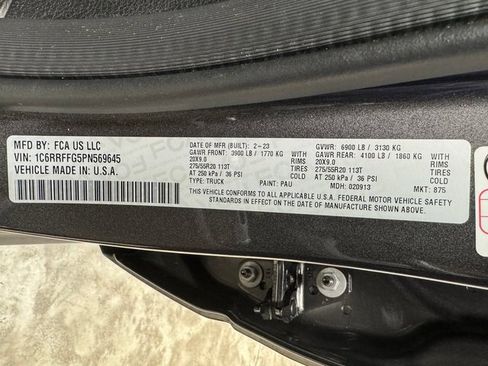 MFD BY: FCA US LLC
VIN: 1C6RRFFG5PN569645
VEHICLE MADE IN: U.S.A.
DATE OF MFR (BUILT): 2-23
GVWR: 6900 LB / 3130 KG
GAWR FRONT: 3900 LB / 1770 KG WITH
GAWR REAR: 4100 LB / 1860 KG WITH
20X9.0 RIMS
20X9.0 RIMS
275/55R20 113T TIRES
275/55R20 113T TIRES
AT 250 kPa / 36 PSI
AT 250 kPa / 36 PSI
TYPE: TRUCK PAINT: PAU MDH: 020913 MKT: 875
THIS VEHICLE CONFORMS TO ALL APPLICABLE U.S.A. FEDERAL MOTOR VEHICLE SAFETY
STANDARDS IN EFFECT ON THE DATE OF MANUFACTURE SHOWN ABOVE.